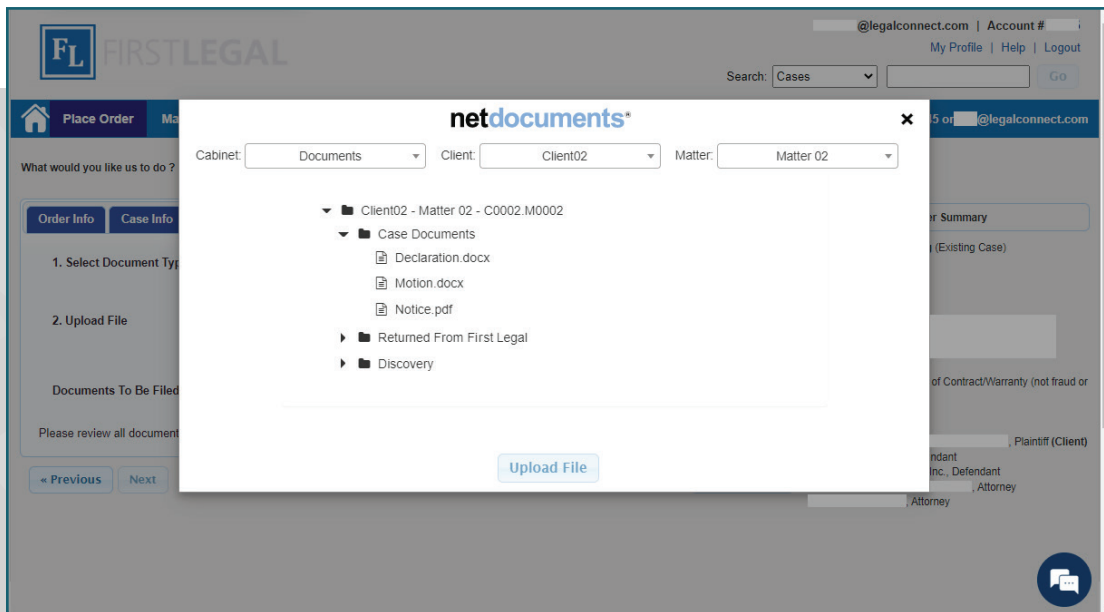 @legalconnect.com | Account #
FL FIRSTLEGAL
My Profile | Help | Logout
Search: Cases Go
Place Order
netdocuments®
or @legalconnect.com
What would you like us to do ?
Cabinet: Documents Client: Client02 Matter: Matter 02
Order Info Case Info
Summary
Client02 - Matter 02 - C0002.M0002
(Existing Case)
Case Documents
1. Select Document
Declaration.docx
Motion.docx
Notice.pdf
2. Upload File
Returned From First Legal
Discovery
Documents To Be Filed
of Contract/Warranty (not fraud or
Please review all document
, Plaintiff (Client)
Inc., Defendant
Upload File
« Previous Next
, Attorney
, Attorney